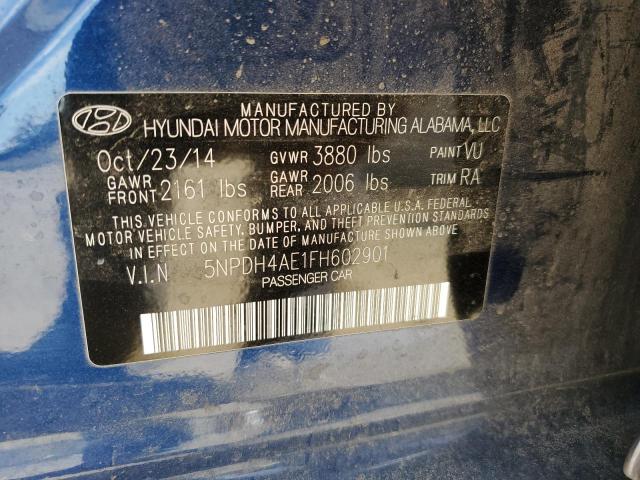 MANUFACTURED BY
HYUNDAI MOTOR MANUFACTURING ALABAMA, LLC
Oct/23/14 GVWR 3880 lbs PAINT VU
GAWR FRONT 2161 lbs GAWR REAR 2006 lbs TRIM RA
THIS VEHICLE CONFORMS TO ALL APPLICABLE U.S.A. FEDERAL
MOTOR VEHICLE SAFETY, BUMPER, AND THEFT PREVENTION STANDARDS
IN EFFECT ON THE DATE OF MANUFACTURE SHOWN ABOVE.
V.I.N 5NPDH4AE1FH602901
PASSENGER CAR